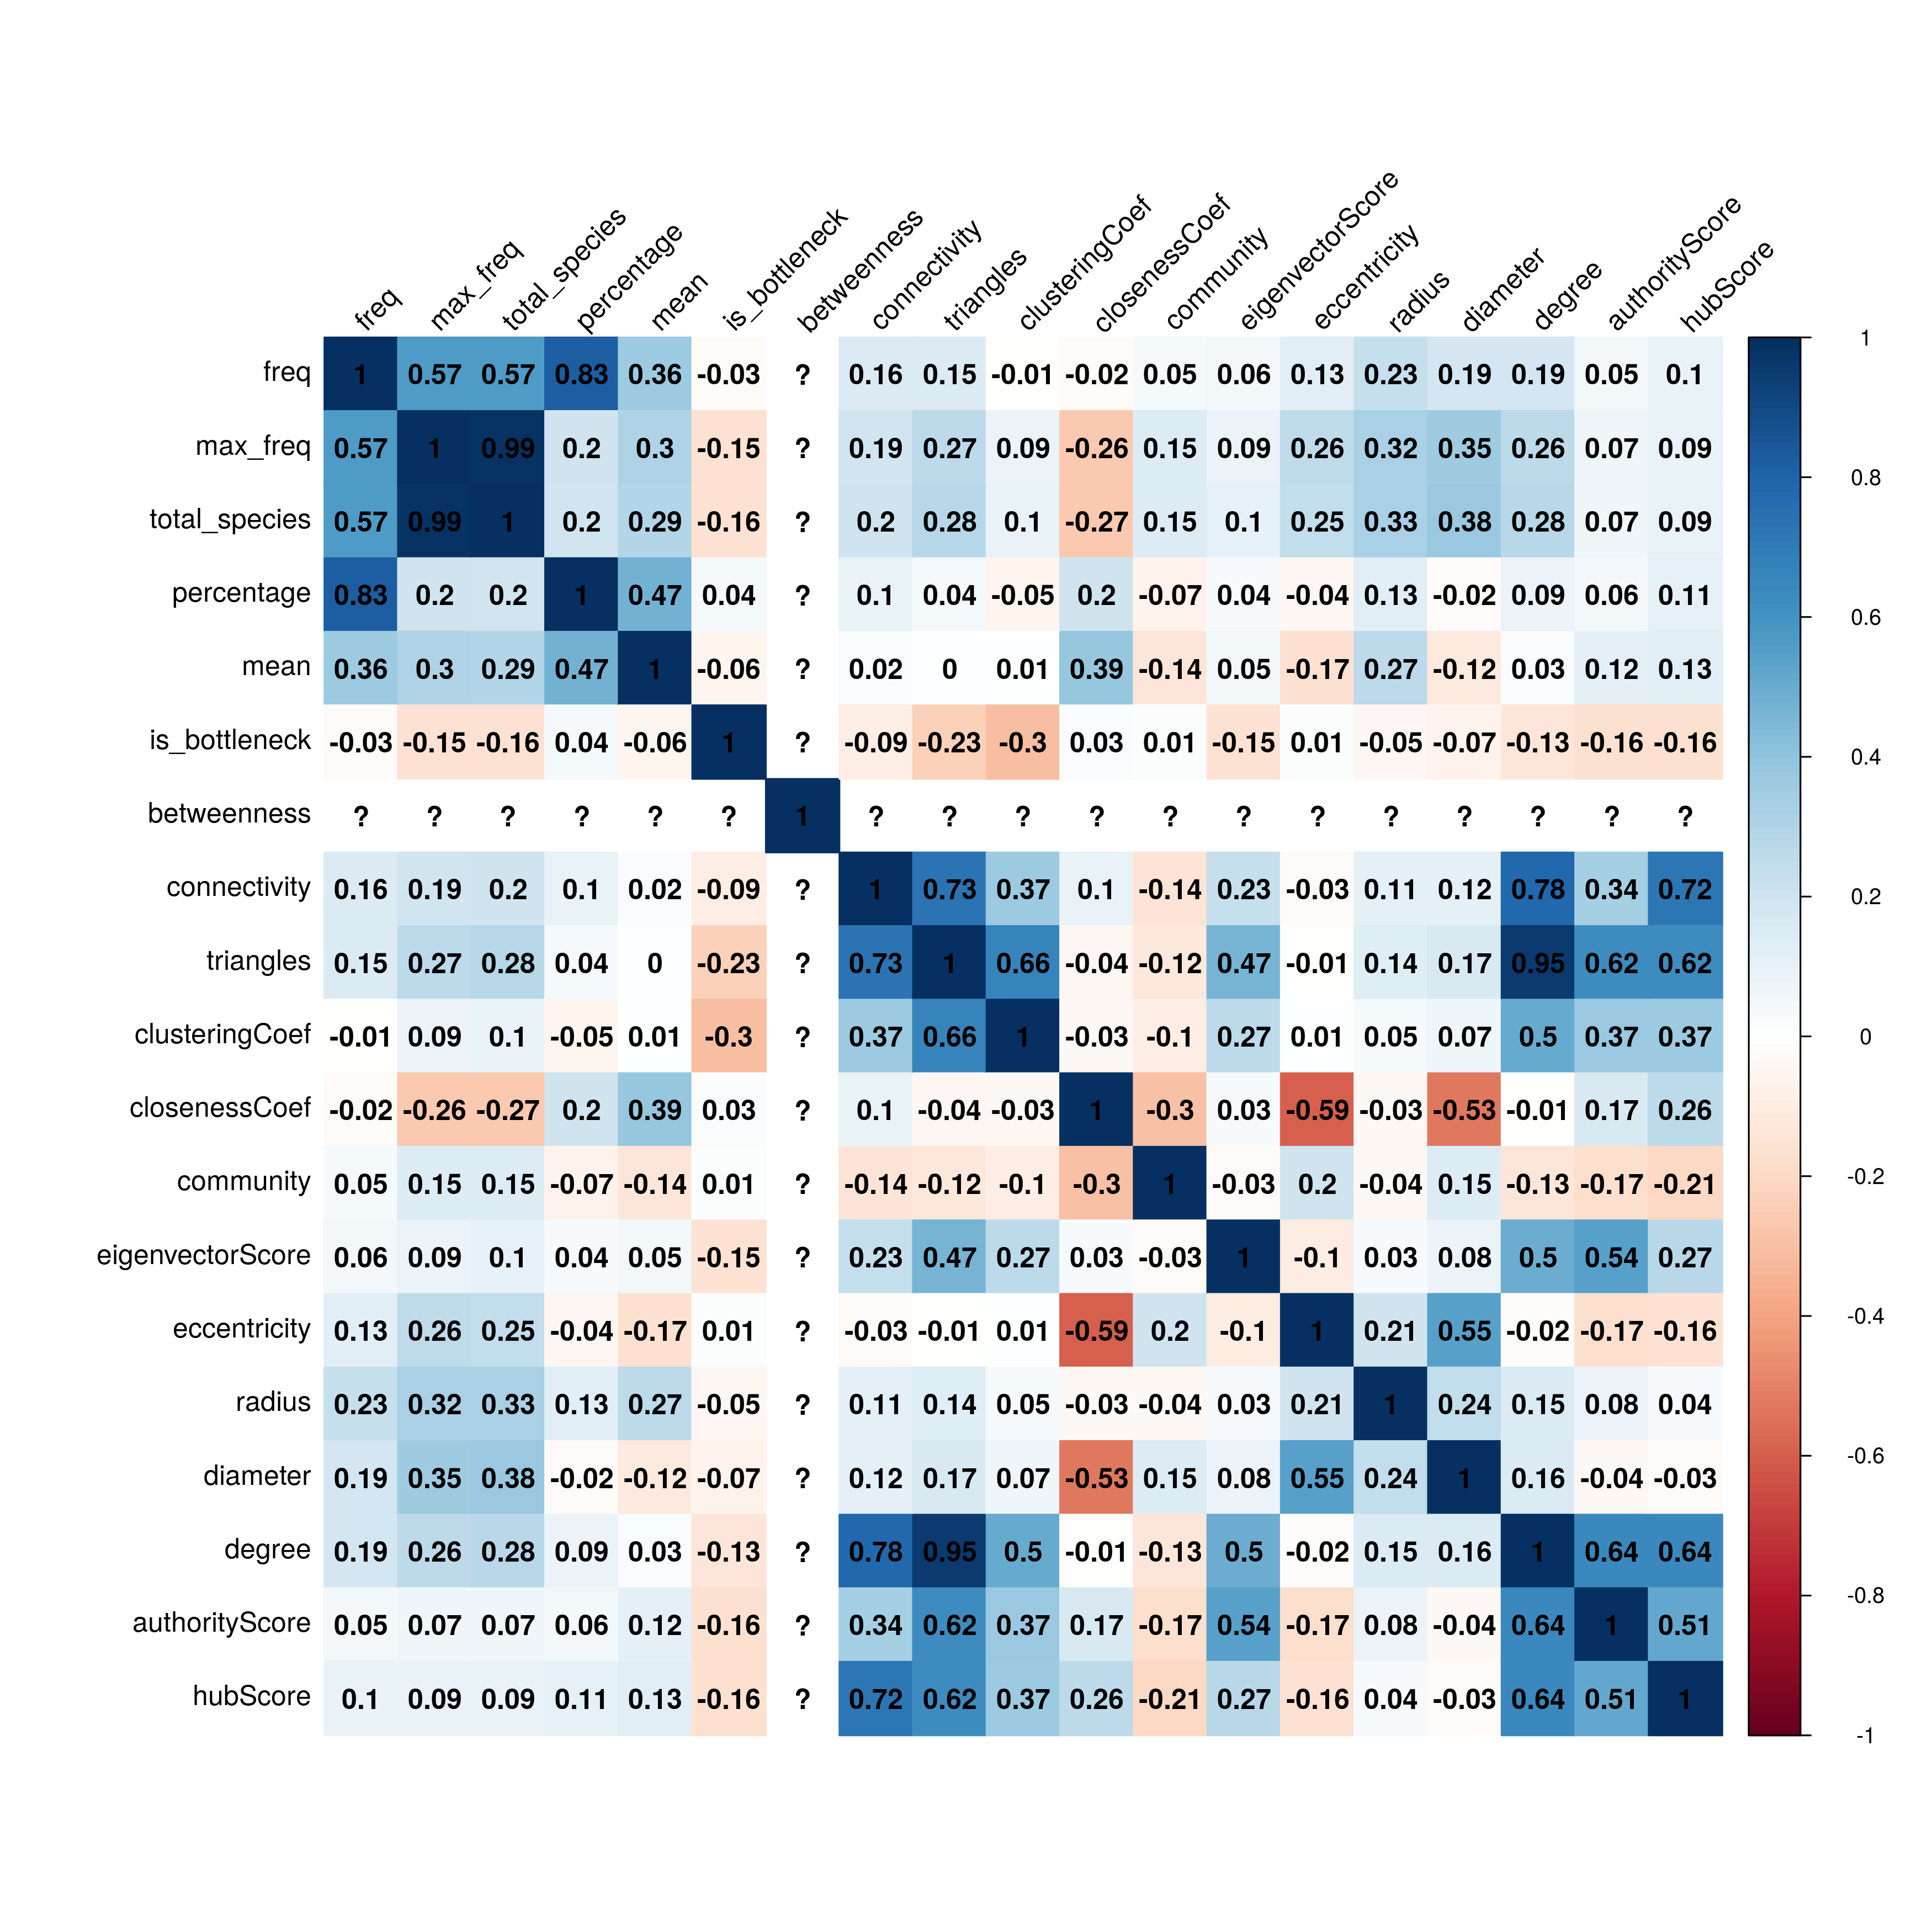 freq max_freq total_species percentage mean is_bottleneck betweenness connectivity triangles clusteringCoef closenessCoef community eigenvectorScore eccentricity radius diameter degree authorityScore hubScore
freq 1 0.57 0.57 0.83 0.36 -0.03 ? 0.16 0.15 -0.01 -0.02 0.05 0.06 0.13 0.23 0.19 0.19 0.05 0.1
max_freq 0.57 1 0.99 0.2 0.3 -0.15 ? 0.19 0.27 0.09 -0.26 0.15 0.09 0.26 0.32 0.35 0.26 0.07 0.09
total_species 0.57 0.99 1 0.2 0.29 -0.16 ? 0.2 0.28 0.1 -0.27 0.15 0.1 0.25 0.33 0.38 0.28 0.07 0.09
percentage 0.83 0.2 0.2 1 0.47 0.04 ? 0.1 0.04 -0.05 0.2 -0.07 0.04 -0.04 0.13 -0.02 0.09 0.06 0.11
mean 0.36 0.3 0.29 0.47 1 -0.06 ? 0.02 0 0.01 0.39 -0.14 0.05 -0.17 0.27 -0.12 0.03 0.12 0.13
is_bottleneck -0.03 -0.15 -0.16 0.04 -0.06 1 ? -0.09 -0.23 -0.3 0.03 0.01 -0.15 0.01 -0.05 -0.07 -0.13 -0.16 -0.16
betweenness ? ? ? ? ? ? 1 ? ? ? ? ? ? ? ? ? ? ? ?
connectivity 0.16 0.19 0.2 0.1 0.02 -0.09 ? 1 0.73 0.37 0.1 -0.14 0.23 -0.03 0.11 0.12 0.78 0.34 0.72
triangles 0.15 0.27 0.28 0.04 0 -0.23 ? 0.73 1 0.66 -0.04 -0.12 0.47 -0.01 0.14 0.17 0.95 0.62 0.62
clusteringCoef -0.01 0.09 0.1 -0.05 0.01 -0.3 ? 0.37 0.66 1 -0.03 -0.1 0.27 0.01 0.05 0.07 0.5 0.37 0.37
closenessCoef -0.02 -0.26 -0.27 0.2 0.39 0.03 ? 0.1 -0.04 -0.03 1 -0.3 0.03 -0.59 -0.03 -0.53 -0.01 0.17 0.26
community 0.05 0.15 0.15 -0.07 -0.14 0.01 ? -0.14 -0.12 -0.1 -0.3 1 -0.03 0.2 -0.04 0.15 -0.13 -0.17 -0.21
eigenvectorScore 0.06 0.09 0.1 0.04 0.05 -0.15 ? 0.23 0.47 0.27 0.03 -0.03 1 -0.1 0.03 0.08 0.5 0.54 0.27
eccentricity 0.13 0.26 0.25 -0.04 -0.17 0.01 ? -0.03 -0.01 0.01 -0.59 0.2 -0.1 1 0.21 0.55 -0.02 -0.17 -0.16
radius 0.23 0.32 0.33 0.13 0.27 -0.05 ? 0.11 0.14 0.05 -0.03 -0.04 0.03 0.21 1 0.24 0.15 0.08 0.04
diameter 0.19 0.35 0.38 -0.02 -0.12 -0.07 ? 0.12 0.17 0.07 -0.53 0.15 0.08 0.55 0.24 1 0.16 -0.04 -0.03
degree 0.19 0.26 0.28 0.09 0.03 -0.13 ? 0.78 0.95 0.5 -0.01 -0.13 0.5 -0.02 0.15 0.16 1 0.64 0.64
authorityScore 0.05 0.07 0.07 0.06 0.12 -0.16 ? 0.34 0.62 0.37 0.17 -0.17 0.54 -0.17 0.08 -0.04 0.64 1 0.51
hubScore 0.1 0.09 0.09 0.11 0.13 -0.16 ? 0.72 0.62 0.37 0.26 -0.21 0.27 -0.16 0.04 -0.03 0.64 0.51 1
1
0.8
0.6
0.4
0.2
0
-0.2
-0.4
-0.6
-0.8
-1